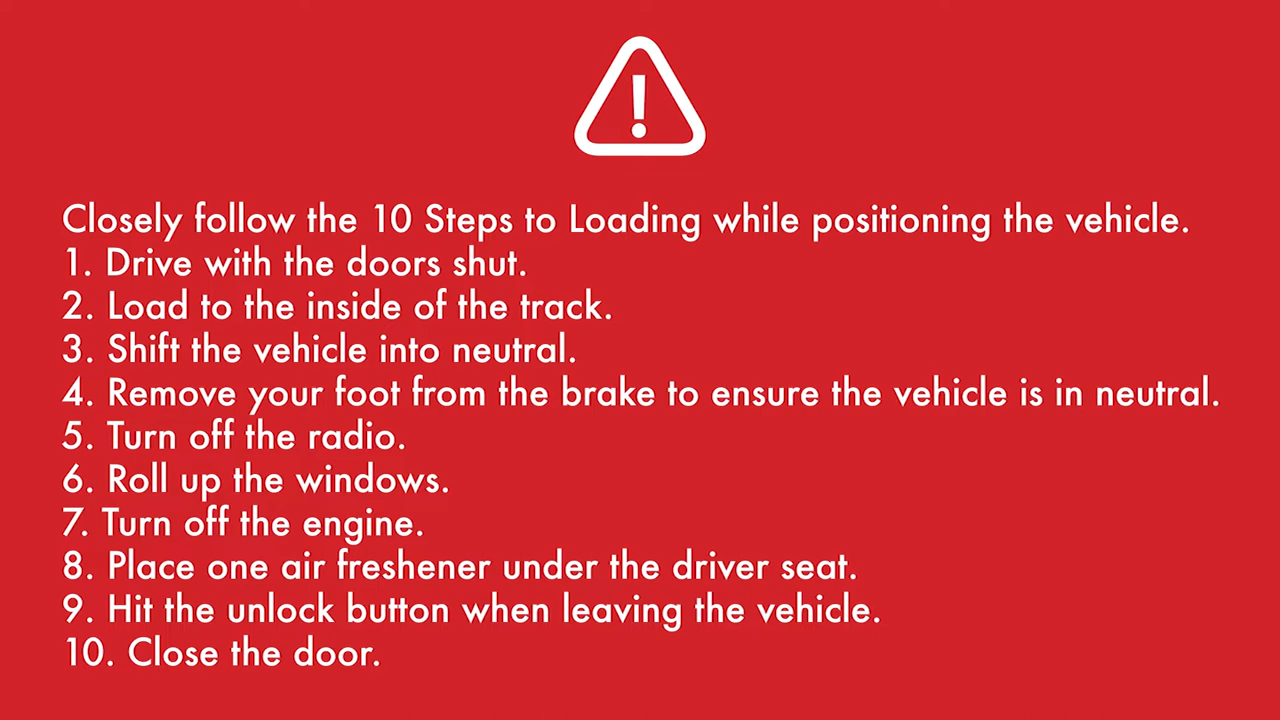 Closely follow the 10 Steps to Loading while positioning the vehicle.
1. Drive with the doors shut.
2. Load to the inside of the track.
3. Shift the vehicle into neutral.
4. Remove your foot from the brake to ensure the vehicle is in neutral.
5. Turn off the radio.
6. Roll up the windows.
7. Turn off the engine.
8. Place one air freshener under the driver seat.
9. Hit the unlock button when leaving the vehicle.
10. Close the door.